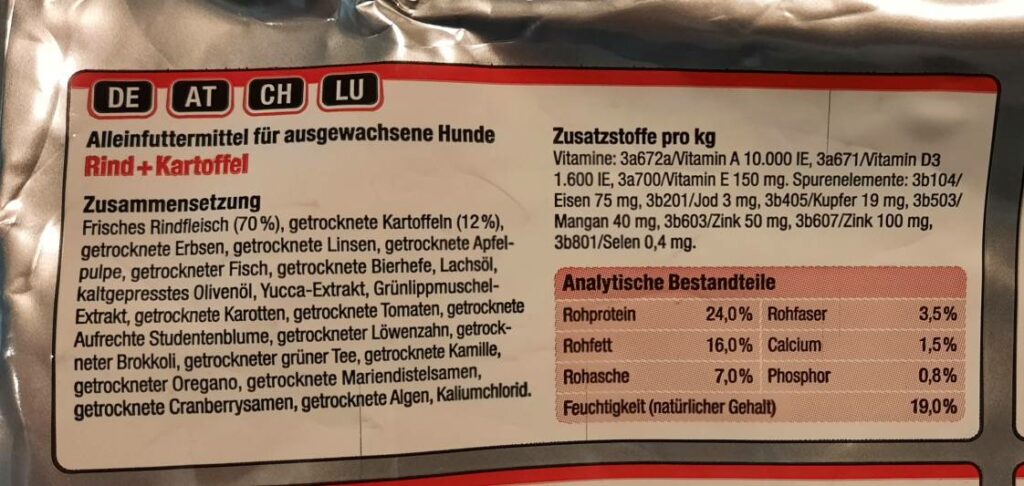 DE AT CH LU
Alleinfuttermittel für ausgewachsene Hunde
Rind+Kartoffel
Zusammensetzung
Frisches Rindfleisch (70%), getrocknete Kartoffeln (12%),
getrocknete Erbsen, getrocknete Linsen, getrocknete Apfel-
pulpe, getrockneter Fisch, getrocknete Bierhefe, Lachsöl,
kaltgepresstes Olivenöl, Yucca-Extrakt, Grünlippmuschel-
Extrakt, getrocknete Karotten, getrocknete Tomaten, getrocknete
Aufrechte Studentenblume, getrockneter Löwenzahn, getrock-
neter Brokkoli, getrockneter grüner Tee, getrocknete Kamille,
getrockneter Oregano, getrocknete Mariendistelsamen,
getrocknete Cranberrysamen, getrocknete Algen, Kaliumchlorid.
Zusatzstoffe pro kg
Vitamine: 3a672a/Vitamin A 10.000 IE, 3a671/Vitamin D3
1.600 IE, 3a700/Vitamin E 150 mg. Spurenelemente: 3b104/
Eisen 75 mg, 3b201/Jod 3 mg, 3b405/Kupfer 19 mg, 3b503/
Mangan 40 mg, 3b603/Zink 50 mg, 3b607/Zink 100 mg,
3b801/Selen 0,4 mg.
Analytische Bestandteile
Rohprotein 24,0% Rohfaser 3,5%
Rohfett 16,0% Calcium 1,5%
Rohasche 7,0% Phosphor 0,8%
Feuchtigkeit (natürlicher Gehalt) 19,0%